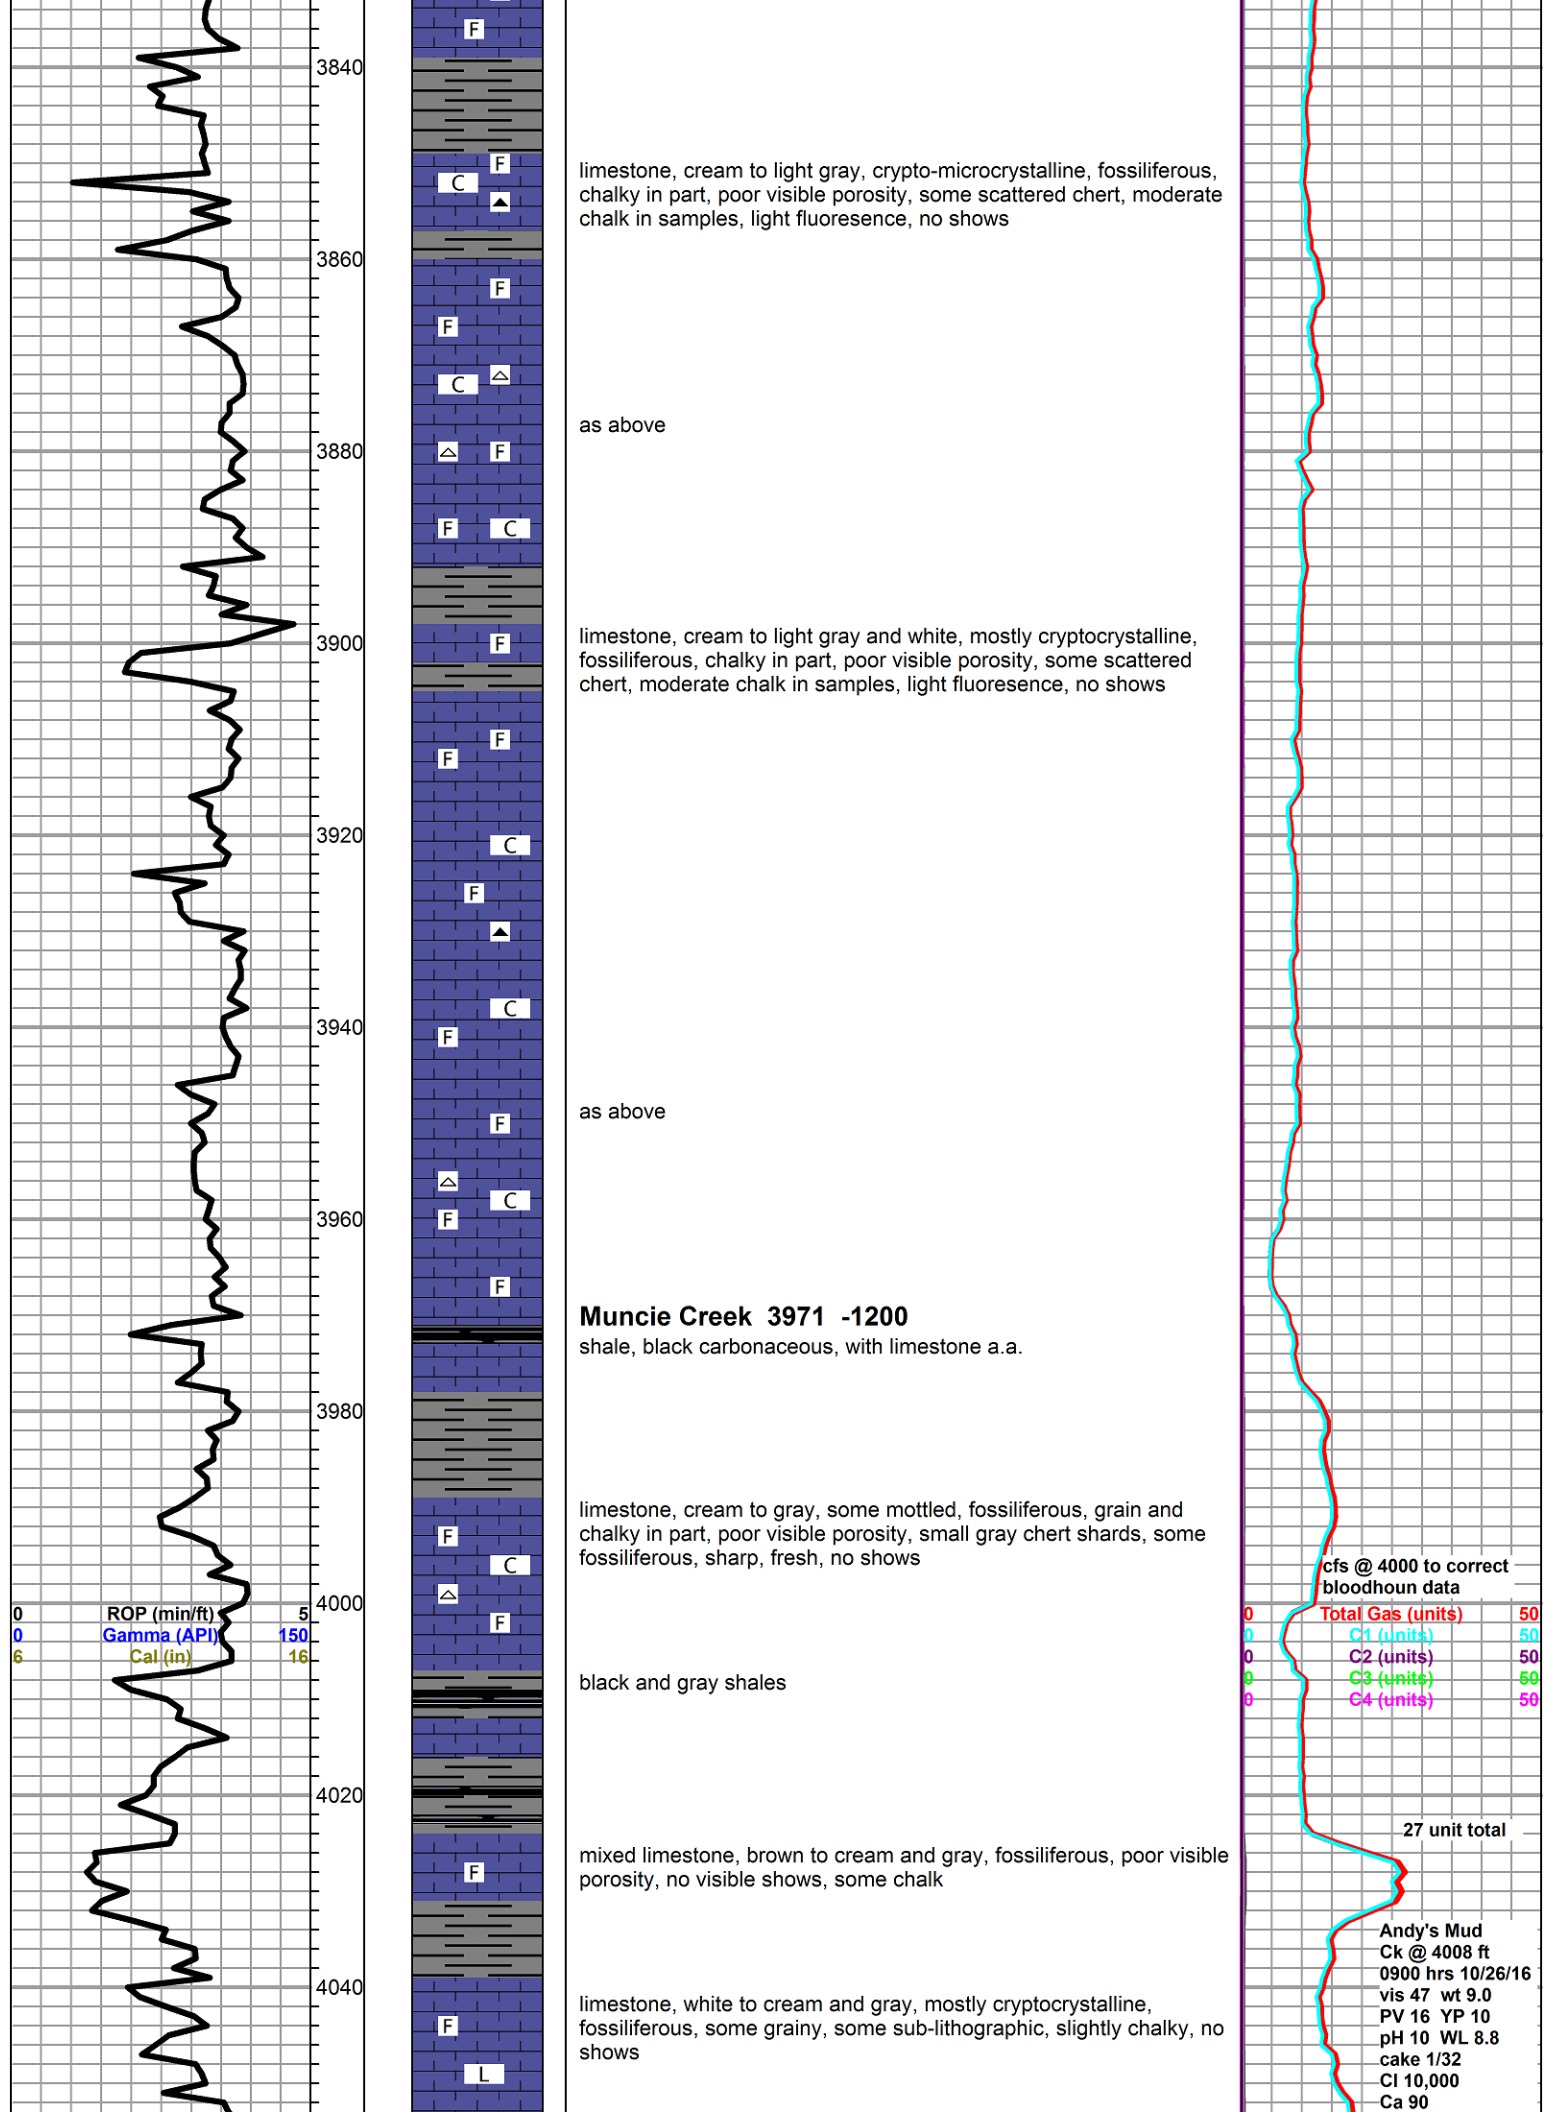 F
3840
F
C
limestone, cream to light gray, crypto-microcrystalline, fossiliferous,
chalky in part, poor visible porosity, some scattered chert, moderate
chalk in samples, light fluoresence, no shows
3860
F
F
C
as above
3880
F
F
C
3900
F
limestone, cream to light gray and white, mostly cryptocrystalline,
fossiliferous, chalky in part, poor visible porosity, some scattered
chert, moderate chalk in samples, light fluoresence, no shows
F
F
3920
C
F
C
3940
F
as above
F
C
3960
F
F
Muncie Creek 3971 -1200
shale, black carbonaceous, with limestone a.a.
3980
limestone, cream to gray, some mottled, fossiliferous, grain and
chalky in part, poor visible porosity, small gray chert shards, some
fossiliferous, sharp, fresh, no shows
F
C
cfs @ 4000 to correct
bloodhoun data
4000
F
0 ROP (min/ft) 5
0 Gamma (API) 150
6 Cal (in) 16
0 Total Gas (units) 50
0 C1 (units) 50
0 C2 (units) 50
0 C3 (units) 50
0 C4 (units) 50
black and gray shales
4020
27 unit total
mixed limestone, brown to cream and gray, fossiliferous, poor visible
porosity, no visible shows, some chalk
F
Andy's Mud
Ck @ 4008 ft
0900 hrs 10/26/16
vis 47 wt 9.0
PV 16 YP 10
pH 10 WL 8.8
cake 1/32
Cl 10,000
Ca 90
4040
limestone, white to cream and gray, mostly cryptocrystalline,
fossiliferous, some grainy, some sub-lithographic, slightly chalky, no
shows
F
L